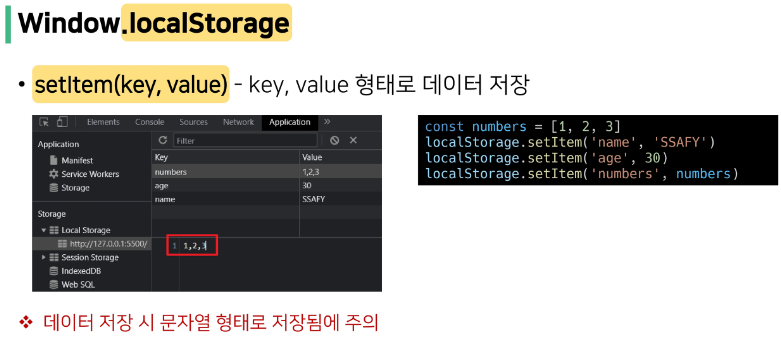 Window.localStorage
• setItem(key, value) - key, value 형태로 데이터 저장
Elements Console Sources Network Application »
Application
Manifest
Service Workers
Storage
Storage
Local Storage
http://127.0.0.1:5500/
Session Storage
IndexedDB
Web SQL
Filter
Key Value
numbers 1,2,3
age 30
name SSAFY
1 1,2,3
const numbers = [1, 2, 3]
localStorage.setItem('name', 'SSAFY')
localStorage.setItem('age', 30)
localStorage.setItem('numbers', numbers)
❖ 데이터 저장 시 문자열 형태로 저장됨에 주의